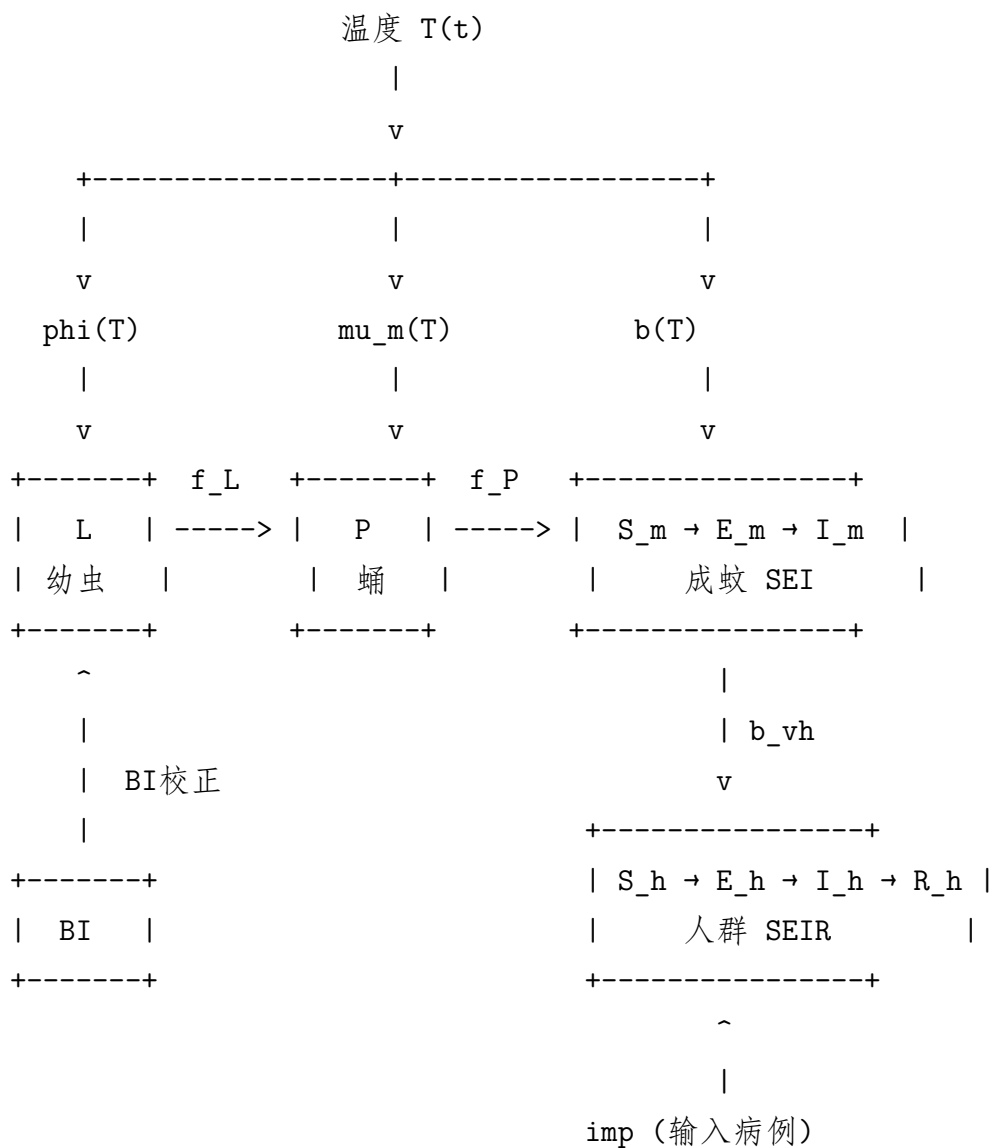 温度 T(t)
|
v
+------------------+-------------------+
| | |
v v v
phi(T) mu_m(T) b(T)
| | |
v v v
+-------+ f_L +-------+ f_P +----------------+
| L | -----> | P | -----> | S_m → E_m → I_m |
| 幼虫 | | 蛹 | | 成蚊 SEI |
+-------+ +-------+ +----------------+
^ |
| | b_vh
| BI校正 v
| +----------------+
+-------+ | S_h → E_h → I_h → R_h |
| BI | | 人群 SEIR |
+-------+ +----------------+
^
|
imp (输入病例)